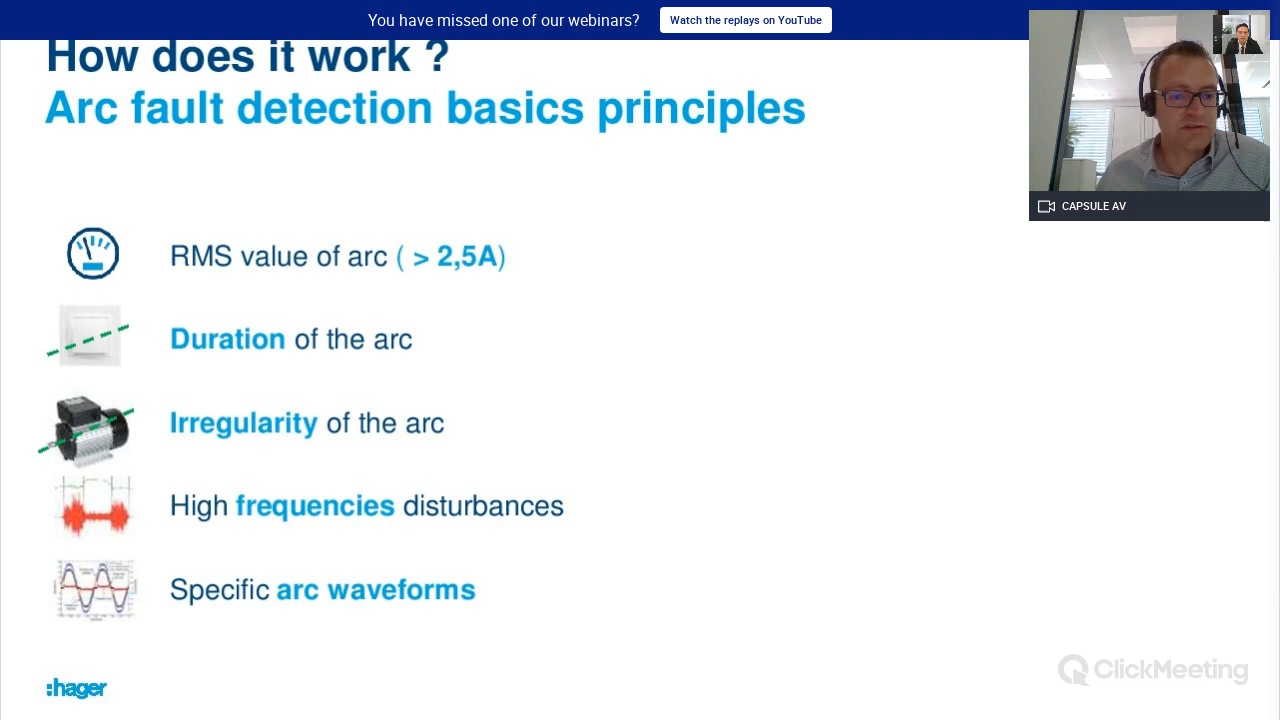 You have missed one of our webinars?
Watch the replays on YouTube
How does it work ?
Arc fault detection basics principles
CAPSULE AV
RMS value of arc ( > 2,5A)
Duration of the arc
Irregularity of the arc
High frequencies disturbances
Specific arc waveforms
:hager
ClickMeeting